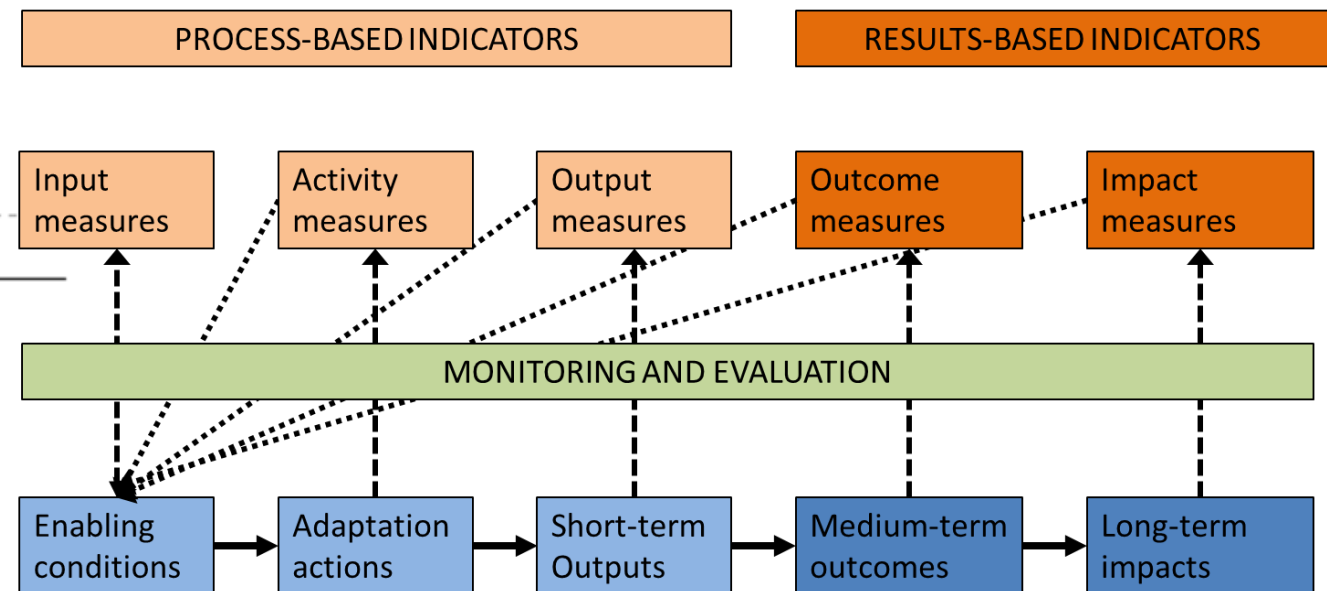 PROCESS-BASED INDICATORS
RESULTS-BASED INDICATORS
Input
measures
Activity
measures
Output
measures
Outcome
measures
Impact
measures
MONITORING AND EVALUATION
Enabling
conditions
Adaptation
actions
Short-term
Outputs
Medium-term
outcomes
Long-term
impacts